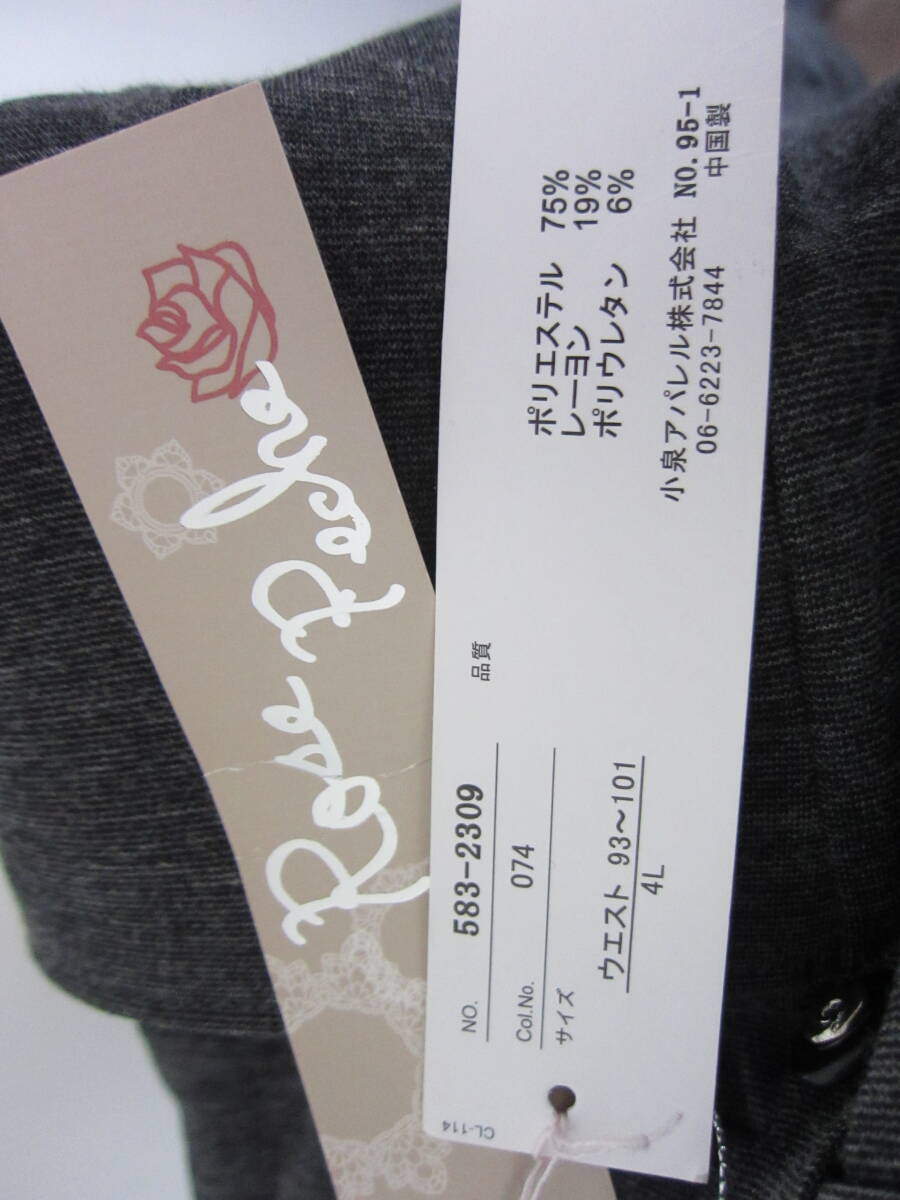 Rose Rocha
NO. 583-2309
Col.No. 074
サイズ
ウエスト 93～101
4L
品質
ポリエステル 75%
レーヨン 19%
ポリウレタン 6%
小泉アパレル株式会社 NO.95-1
06-6223-7844 中国製
CL-114